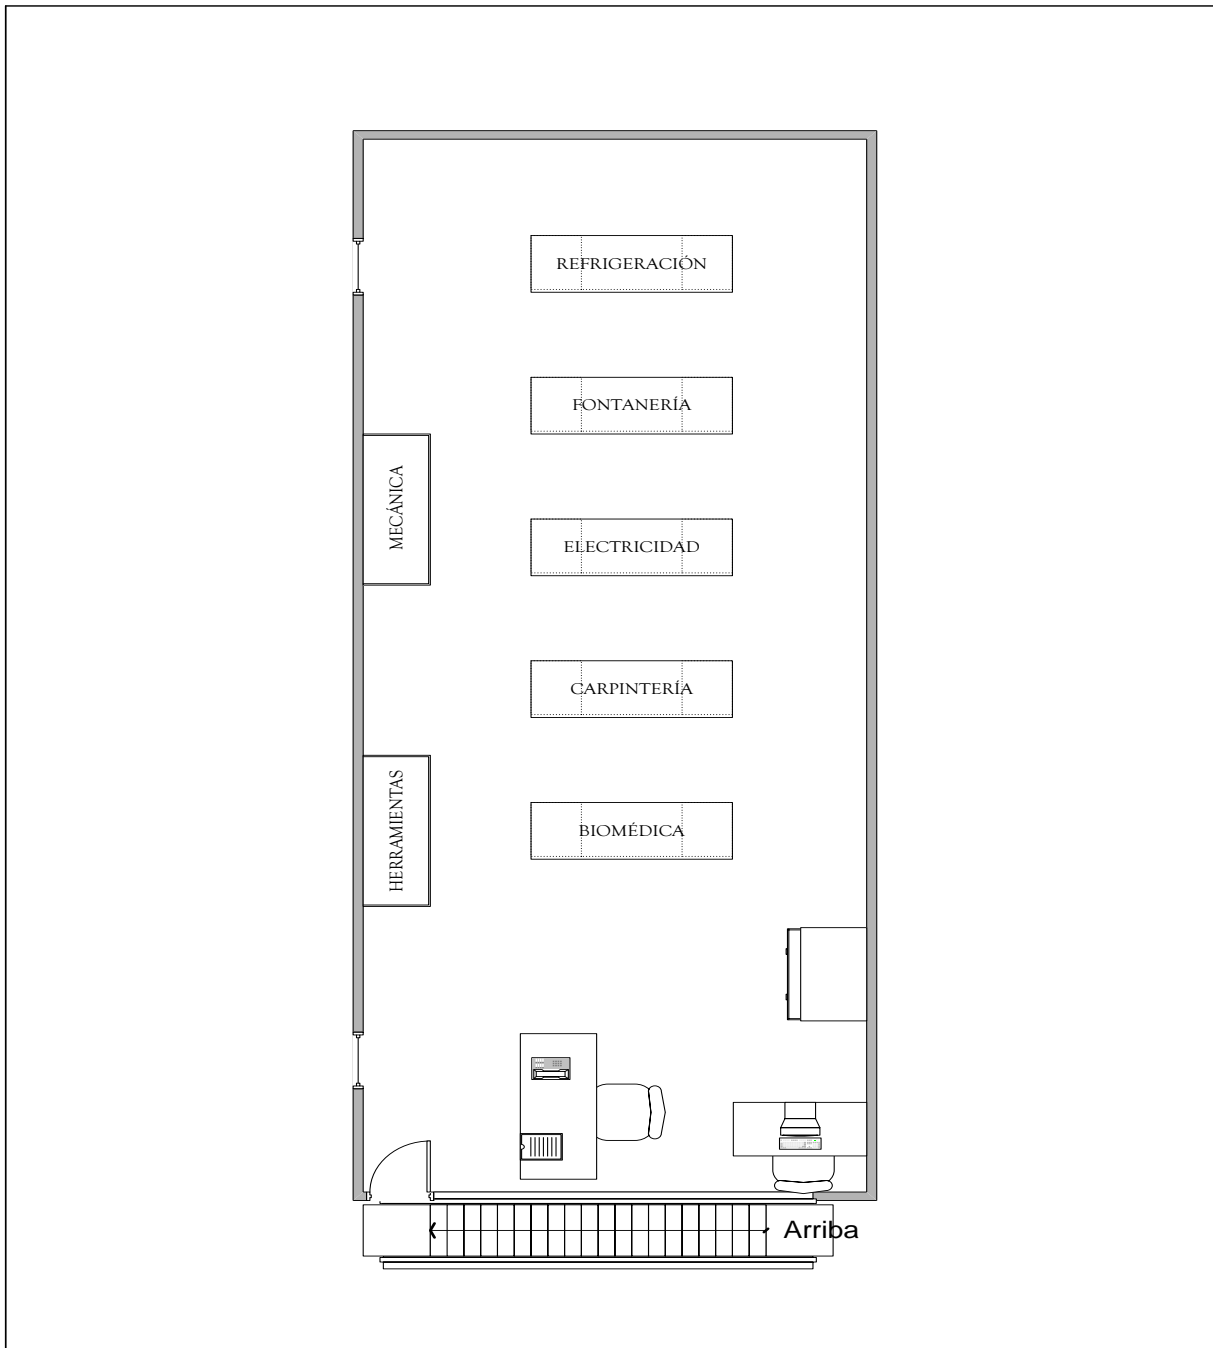 REFRIGERACIÓN
FONTANERÍA
MECÁNICA
ELECTRICIDAD
CARPINTERÍA
HERRAMIENTAS
BIOMÉDICA
Arriba